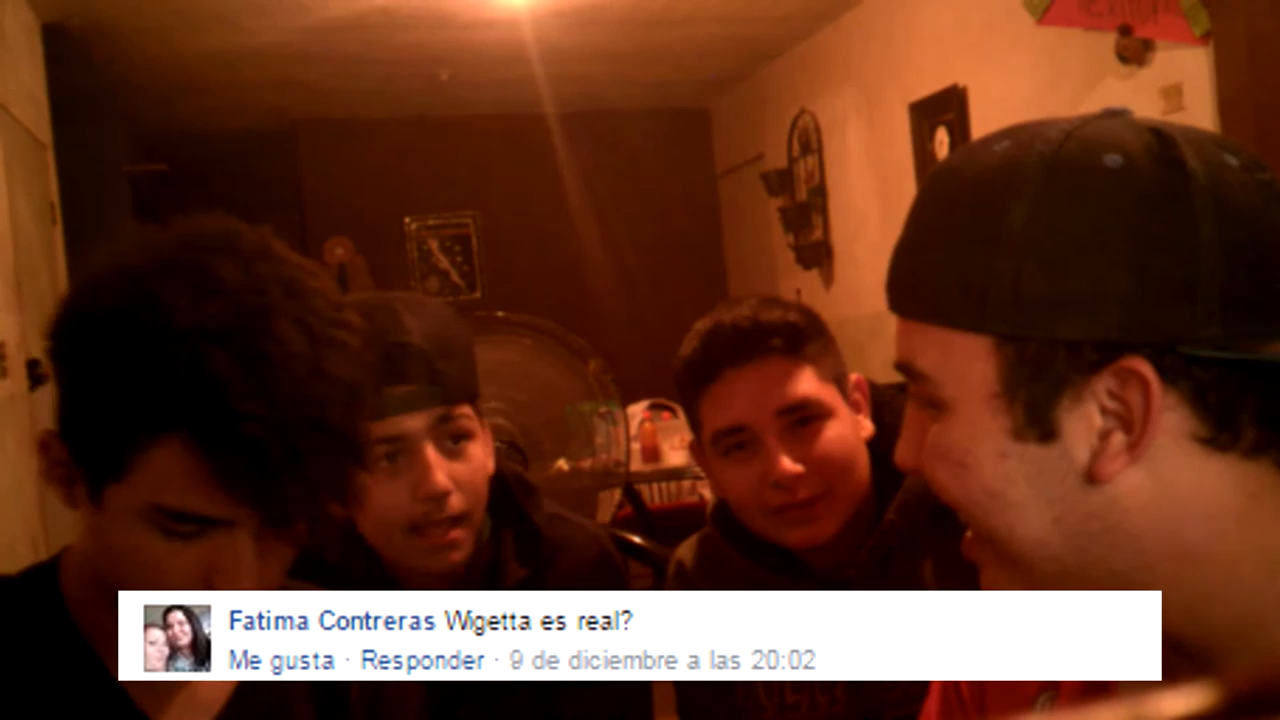 Fatima Contreras Wigetta es real?
Me gusta · Responder · 9 de diciembre a las 20:02